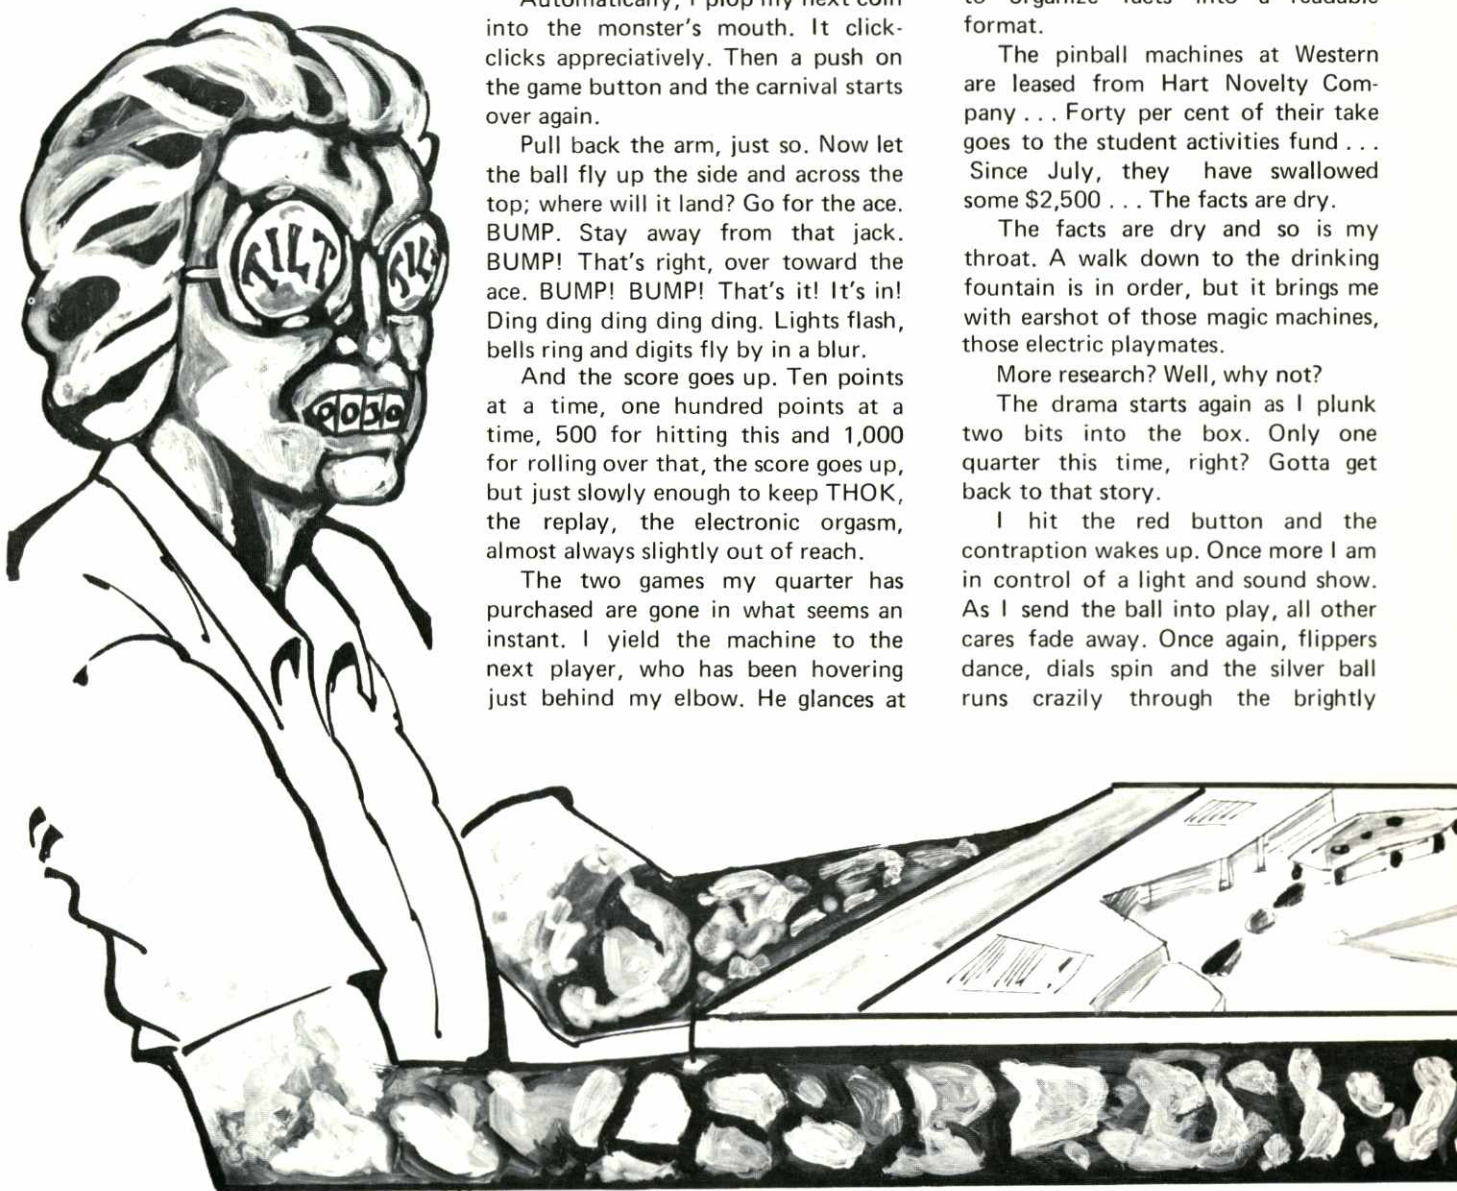 TILT
TILT
0030
Automatically, I plop my next coin
into the monster's mouth. It click-
clicks appreciatively. Then a push on
the game button and the carnival starts
over again.
Pull back the arm, just so. Now let
the ball fly up the side and across the
top; where will it land? Go for the ace.
BUMP. Stay away from that jack.
BUMP! That's right, over toward the
ace. BUMP! BUMP! That's it! It's in!
Ding ding ding ding ding. Lights flash,
bells ring and digits fly by in a blur.
And the score goes up. Ten points
at a time, one hundred points at a
time, 500 for hitting this and 1,000
for rolling over that, the score goes up,
but just slowly enough to keep THOK,
the replay, the electronic orgasm,
almost always slightly out of reach.
The two games my quarter has
purchased are gone in what seems an
instant. I yield the machine to the
next player, who has been hovering
just behind my elbow. He glances at
to organize facts into a readable
format.
The pinball machines at Western
are leased from Hart Novelty Com-
pany . . . Forty per cent of their take
goes to the student activities fund . . .
Since July, they have swallowed
some $2,500 . . . The facts are dry.
The facts are dry and so is my
throat. A walk down to the drinking
fountain is in order, but it brings me
with earshot of those magic machines,
those electric playmates.
More research? Well, why not?
The drama starts again as I plunk
two bits into the box. Only one
quarter this time, right? Gotta get
back to that story.
I hit the red button and the
contraption wakes up. Once more I am
in control of a light and sound show.
As I send the ball into play, all other
cares fade away. Once again, flippers
dance, dials spin and the silver ball
runs crazily through the brightly